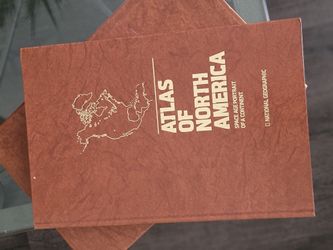 ATLAS
OF
NORTH
AMERICA
SPACE AGE PORTRAIT
OF A CONTINENT
NATIONAL GEOGRAPHIC